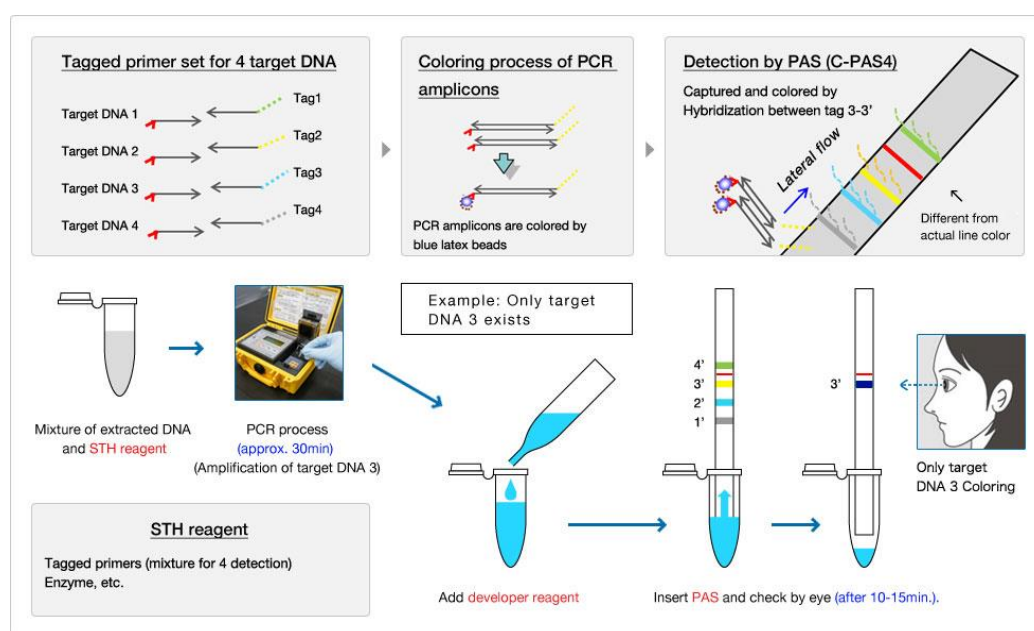 Tagged primer set for 4 target DNA
Target DNA 1
Tag1
Target DNA 2
Tag2
Target DNA 3
Tag3
Target DNA 4
Tag4
Coloring process of PCR
amplicons
PCR amplicon are colored by
blue latex beads
Detection by PAS (C-PAS4)
Captured and colored by
Hybridization between tag 3-3’
Lateral flow
Different from
actual line color
Mixture of extracted DNA
and STH reagent
PCR process
(approx. 30min)
(Amplification of target DNA 3)
Example: Only target
DNA 3 exists
4’
3’
2’
1’
3’
Only target
DNA 3 Coloring
STH reagent
Tagged primers (mixture for 4 detection)
Enzyme, etc.
Add developer reagent
Insert PAS and check by eye (after 10-15min.).